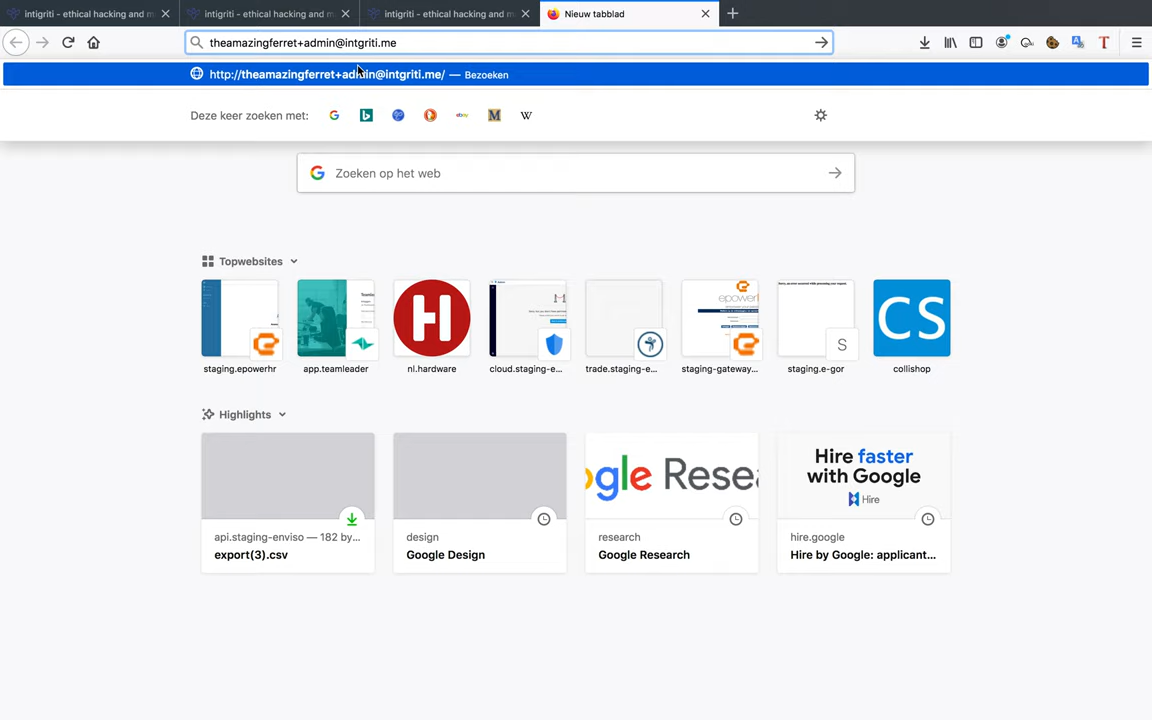 intigriti - ethical hacking and m
intigriti - ethical hacking and m
intigriti - ethical hacking and m
Nieuw tabblad
theamazingferret+admin@intgriti.me
http://theamazingferret+admin@intgriti.me/ — Bezoeken
Deze keer zoeken met:
ebay
M
W
T
Zoeken op het web
Topwebsites
H
S
CS
staging.epowerhr
app.teamleader
nl.hardware
cloud.staging-e...
trade.staging-e...
staging-gateway...
staging.e-gor
collishop
Highlights
ogle Resea
Hire faster
with Google
Hire
api.staging-enviso — 182 by...
export(3).csv
design
Google Design
research
Google Research
hire.google
Hire by Google: applicant...